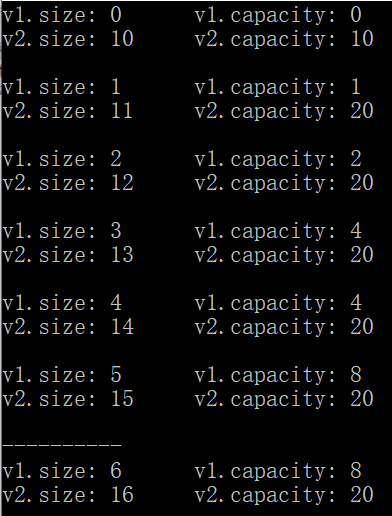 v1.size: 0      v1.capacity: 0
v2.size: 10     v2.capacity: 10
v1.size: 1      v1.capacity: 1
v2.size: 11     v2.capacity: 20
v1.size: 2      v1.capacity: 2
v2.size: 12     v2.capacity: 20
v1.size: 3      v1.capacity: 4
v2.size: 13     v2.capacity: 20
v1.size: 4      v1.capacity: 4
v2.size: 14     v2.capacity: 20
v1.size: 5      v1.capacity: 8
v2.size: 15     v2.capacity: 20
__________
v1.size: 6      v1.capacity: 8
v2.size: 16     v2.capacity: 20